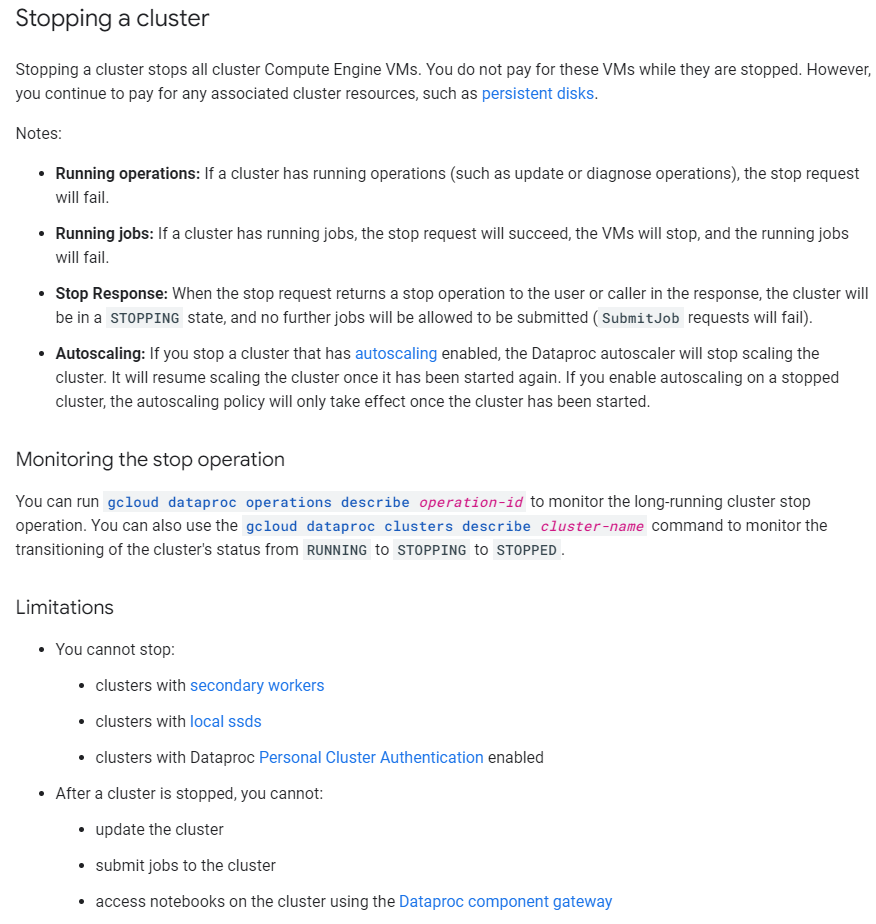 Stopping a cluster
Stopping a cluster stops all cluster Compute Engine VMs. You do not pay for these VMs while they are stopped. However,
you continue to pay for any associated cluster resources, such as persistent disks.
Notes:
• Running operations: If a cluster has running operations (such as update or diagnose operations), the stop request
will fail.
• Running jobs: If a cluster has running jobs, the stop request will succeed, the VMs will stop, and the running jobs
will fail.
• Stop Response: When the stop request returns a stop operation to the user or caller in the response, the cluster will
be in a STOPPING state, and no further jobs will be allowed to be submitted ( SubmitJob requests will fail).
• Autoscaling: If you stop a cluster that has autoscaling enabled, the Dataproc autoscaler will stop scaling the
cluster. It will resume scaling the cluster once it has been started again. If you enable autoscaling on a stopped
cluster, the autoscaling policy will only take effect once the cluster has been started.
Monitoring the stop operation
You can run gcloud dataproc operations describe operation-id to monitor the long-running cluster stop
operation. You can also use the gcloud dataproc clusters describe cluster-name command to monitor the
transitioning of the cluster's status from RUNNING to STOPPING to STOPPED.
Limitations
• You cannot stop:
• clusters with secondary workers
• clusters with local ssds
• clusters with Dataproc Personal Cluster Authentication enabled
• After a cluster is stopped, you cannot:
• update the cluster
• submit jobs to the cluster
• access notebooks on the cluster using the Dataproc component gateway